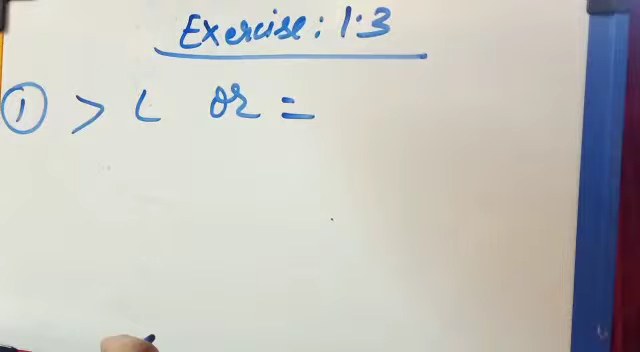 Exercise: 1.3
① > < or =